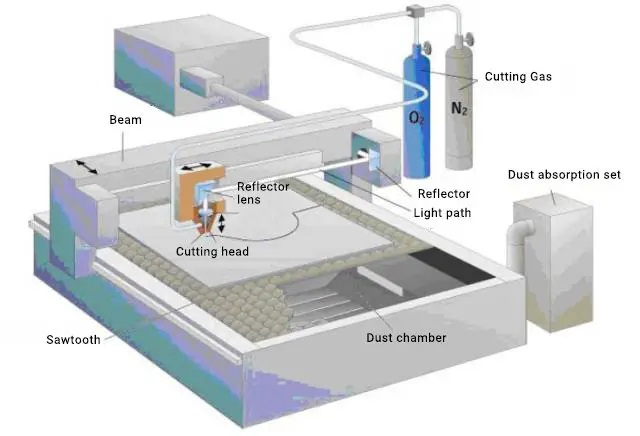 Cutting Gas
O2
N2
Beam
Dust absorption set
Reflector
lens
Reflector
Light path
Cutting head
Sawtooth
Dust chamber